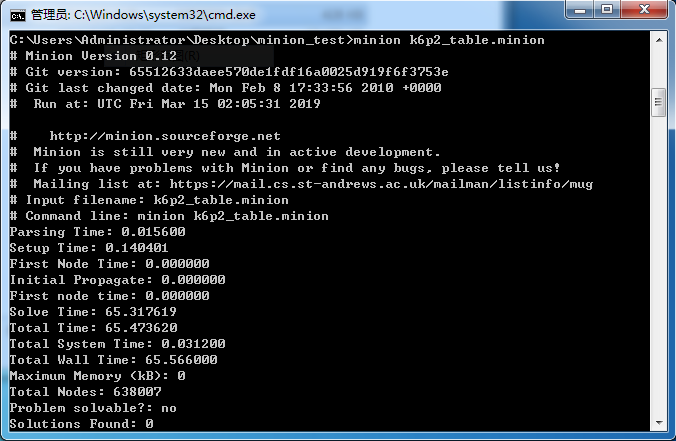 管理员: C:\Windows\system32\cmd.exe
C:\Users\Administrator\Desktop\minion_test>minion k6p2_table.minion
# Minion Version 0.12
# Git version: 65512633daee570de1fdf16a0025d919f6f3753e
# Git last changed date: Mon Feb 8 17:33:56 2010 +0000
#  Run at: UTC Fri Mar 15 02:05:31 2019
#    http://minion.sourceforge.net
#  Minion is still very new and in active development.
#  If you have problems with Minion or find any bugs, please tell us!
#  Mailing list at: https://mail.cs.st-andrews.ac.uk/mailman/listinfo/mug
# Input filename: k6p2_table.minion
# Command line: minion k6p2_table.minion
Parsing Time: 0.015600
Setup Time: 0.140401
First Node Time: 0.000000
Initial Propagate: 0.000000
First node time: 0.000000
Solve Time: 65.317619
Total Time: 65.473620
Total System Time: 0.031200
Total Wall Time: 65.566000
Maximum Memory (kB): 0
Total Nodes: 638007
Problem solvable?: no
Solutions Found: 0